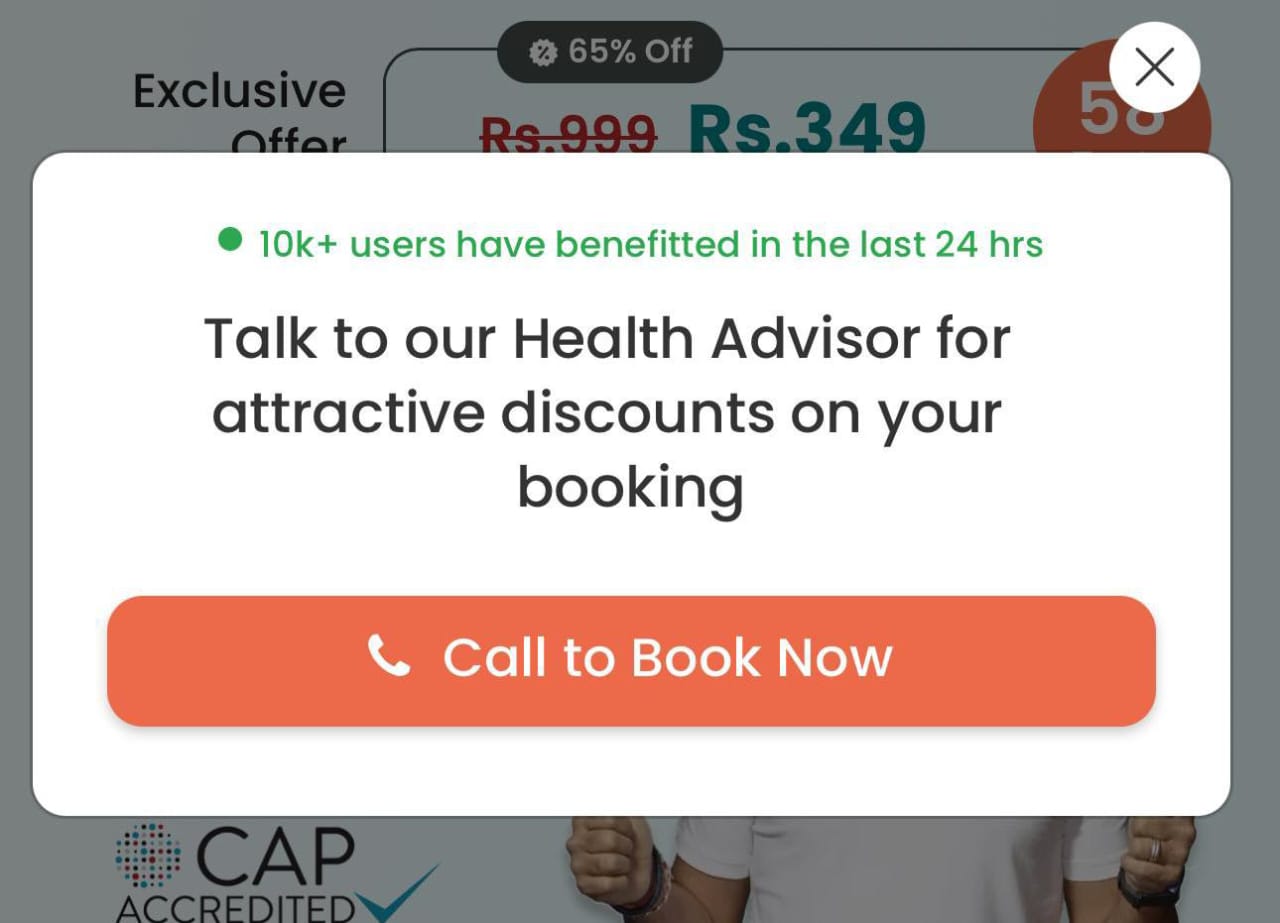 65% Off
Exclusive
Offer
Rs.999 Rs.349
58
10k+ users have benefitted in the last 24 hrs
Talk to our Health Advisor for
attractive discounts on your
booking
Call to Book Now
CAP
ACCREDITED